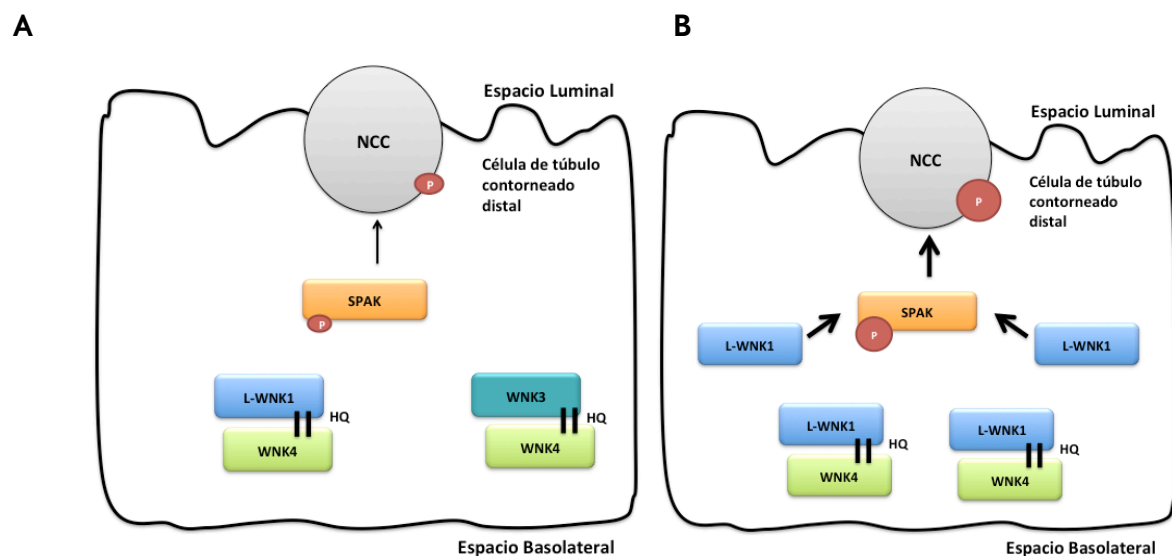 A
Espacio Luminal
NCC
Célula de túbulo
contorneado
distal
P
SPAK
P
L-WNK1
HQ
WNK4
WNK3
HQ
WNK4
Espacio Basolateral
B
Espacio Luminal
NCC
Célula de túbulo
contorneado
distal
P
SPAK
P
L-WNK1
L-WNK1
L-WNK1
HQ
WNK4
L-WNK1
HQ
WNK4
Espacio Basolateral